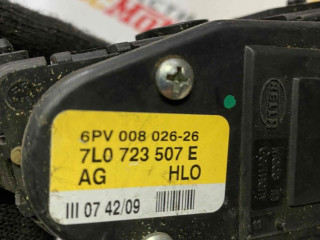 6PV 008 026-26
7L0 723 507 E
AG HLO
III 07 42/09
HELLA